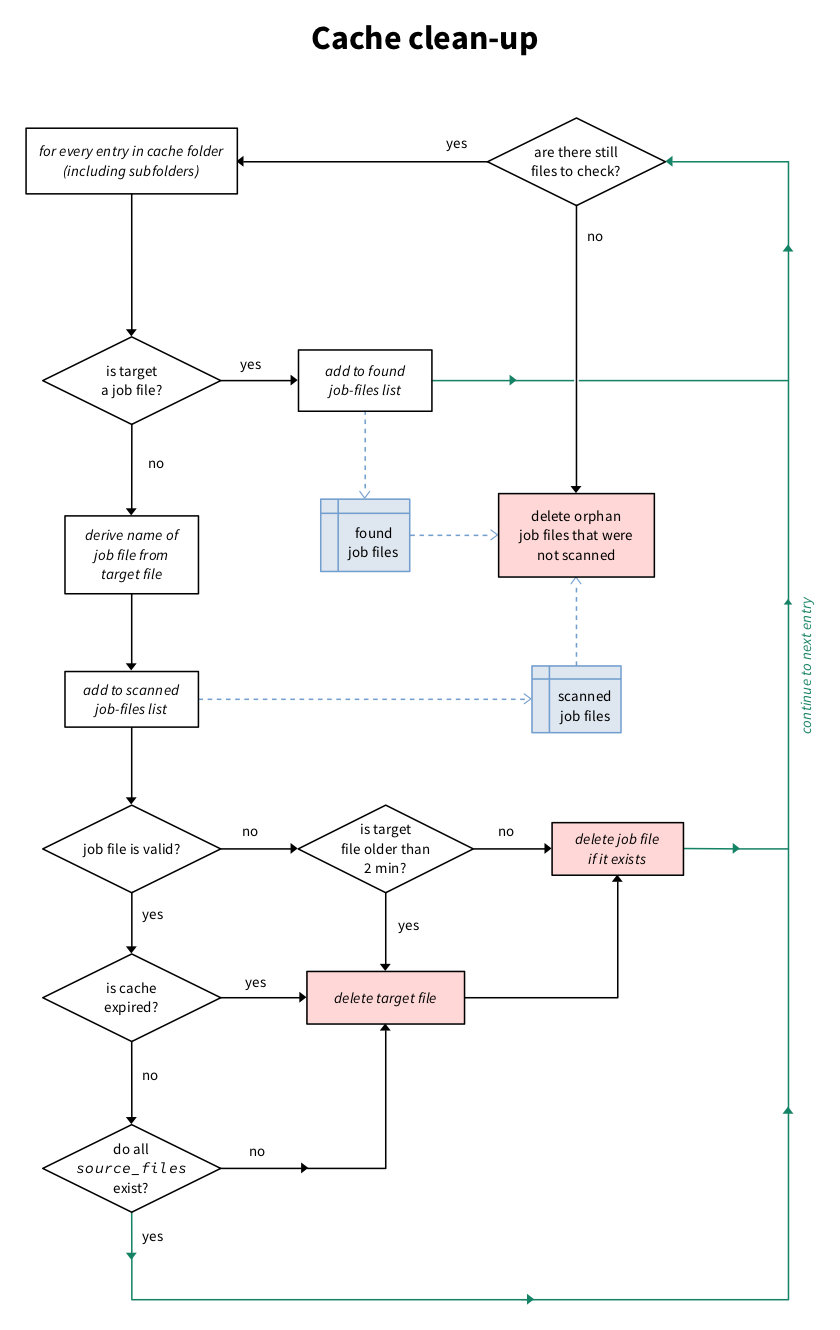 Cache clean-up
for every entry in cache folder
(including subfolders)
yes
are there still
files to check?
no
is target
a job file?
yes
add to found
job-files list
no
derive name of
job file from
target file
found
job files
delete orphan
job files that were
not scanned
continue to next entry
add to scanned
job-files list
scanned
job files
job file is valid?
no
is target
file older than
2 min?
no
delete job file
if it exists
yes
yes
is cache
expired?
yes
delete target file
no
do all
source_files
exist?
no
yes